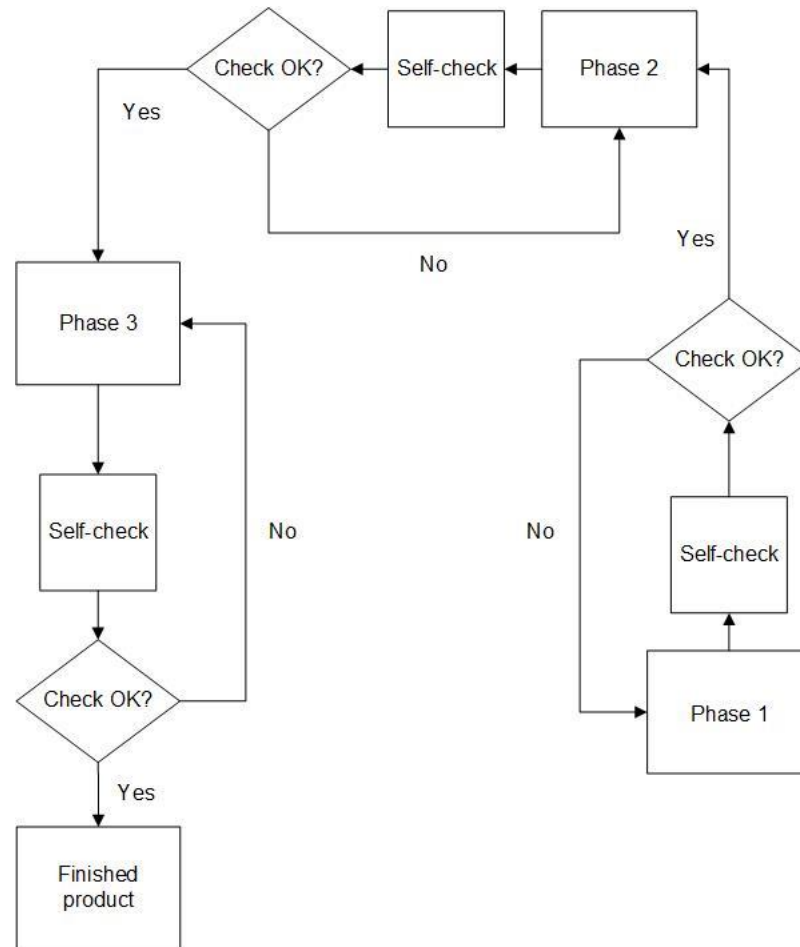 Check OK?
Self-check
Phase 2
Yes
No
Yes
Phase 3
Check OK?
Self-check
No
No
Self-check
Check OK?
Phase 1
Yes
Finished
product